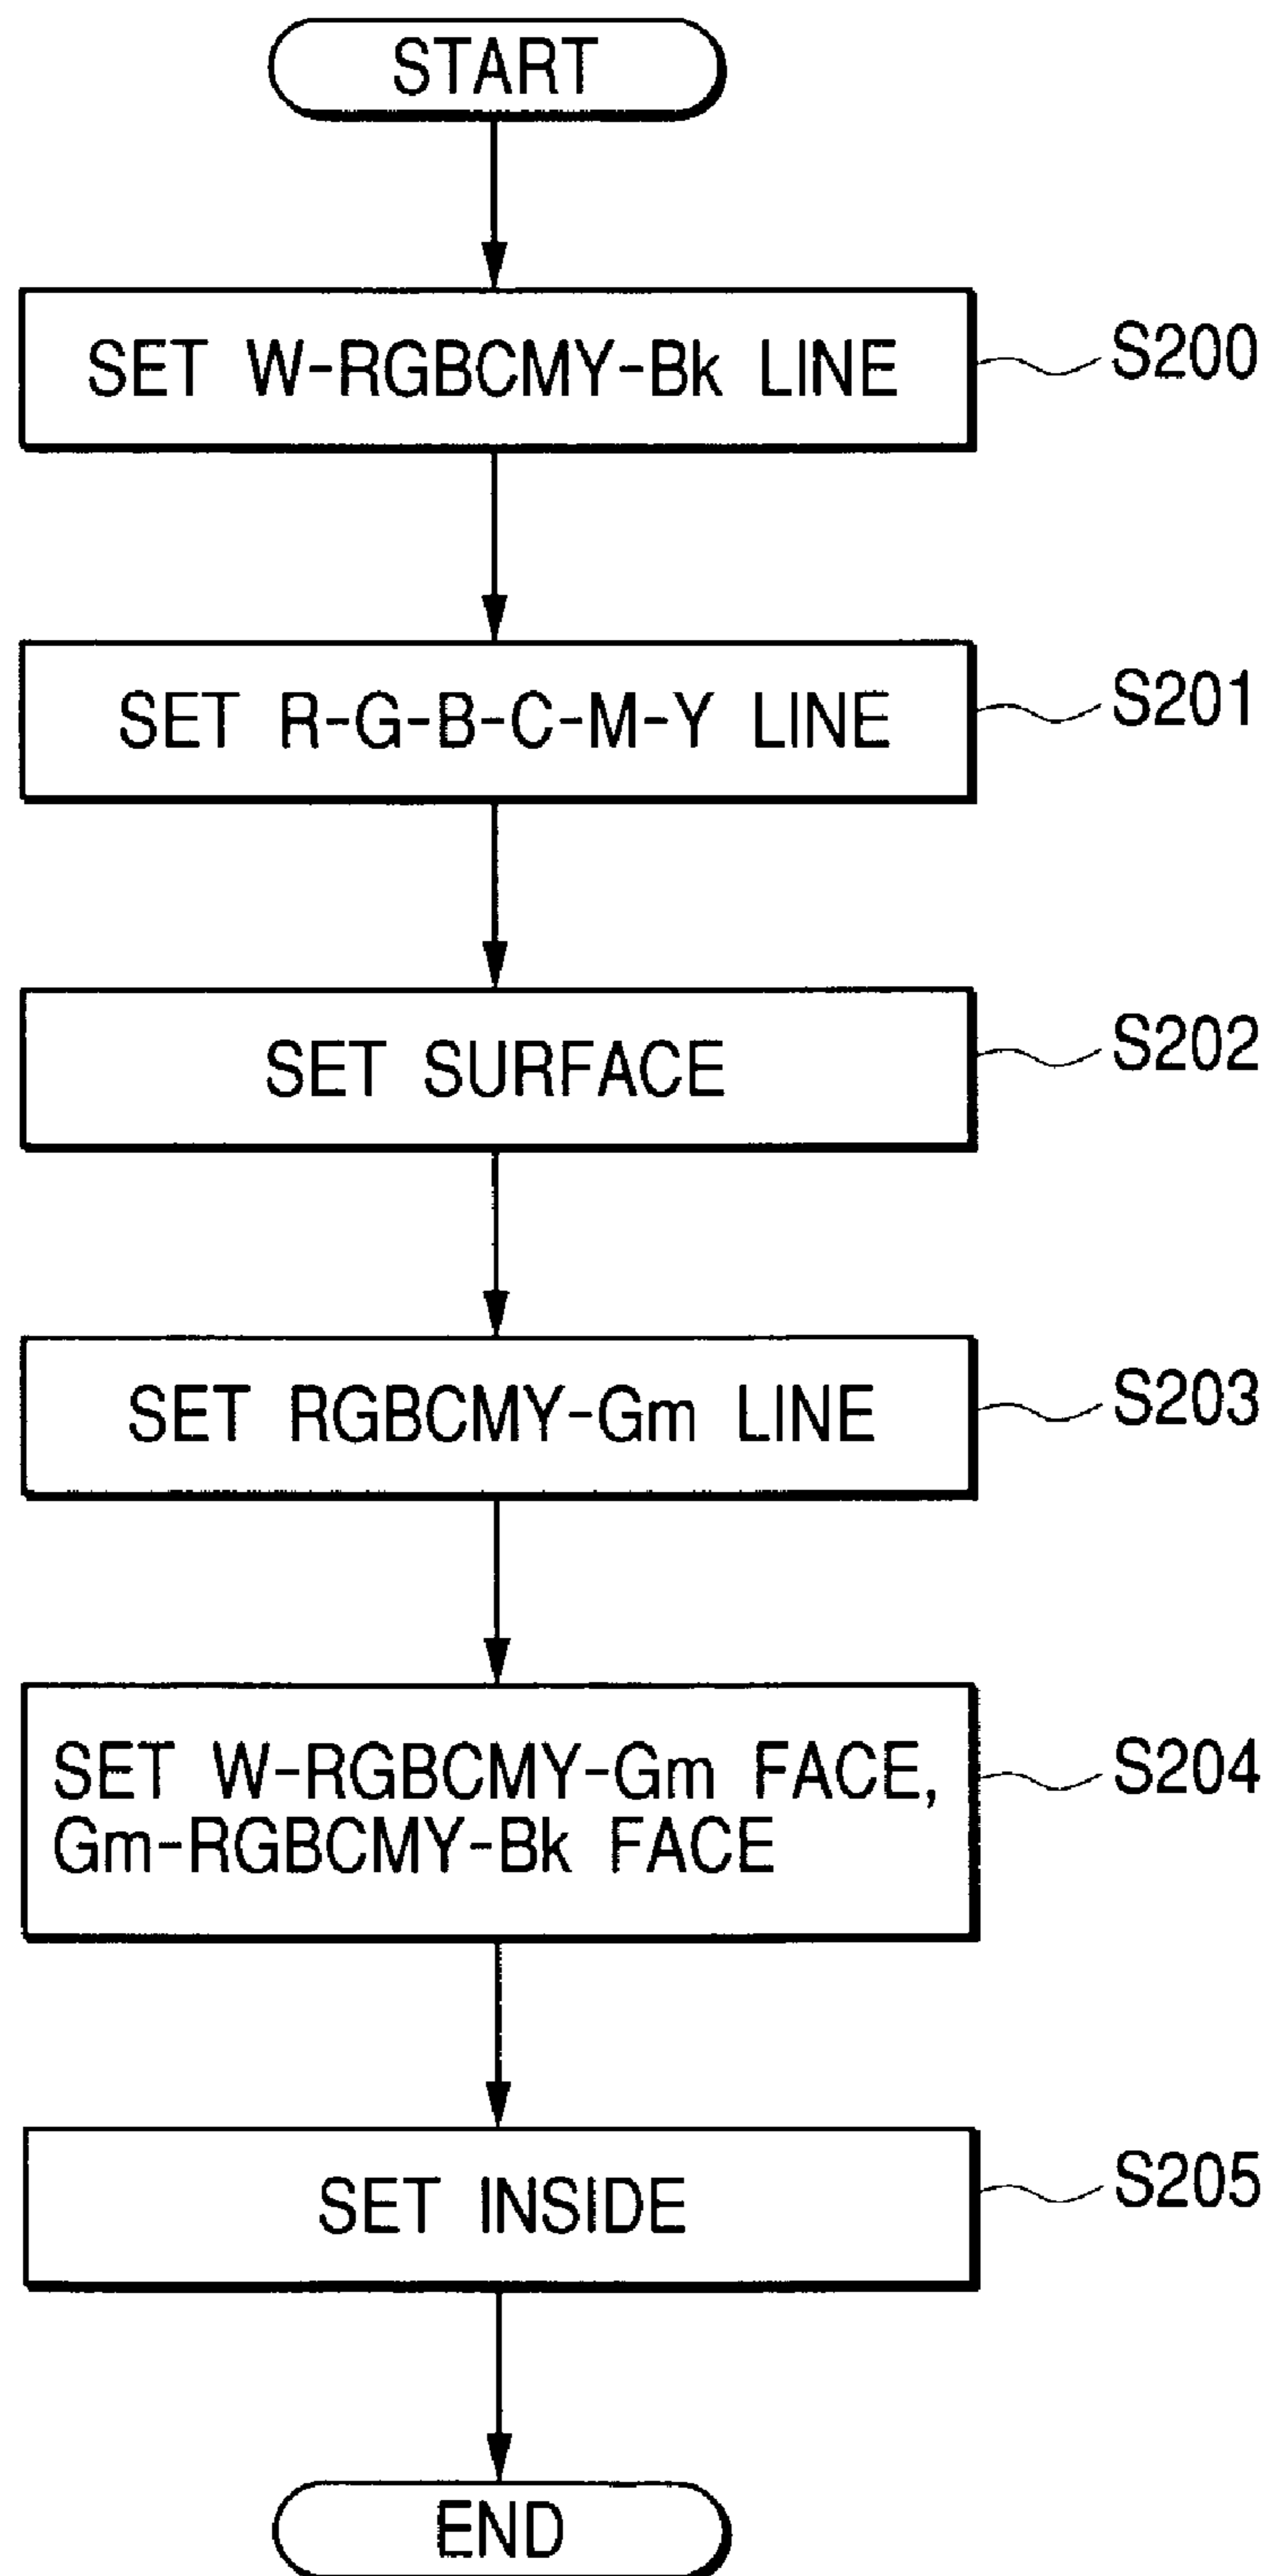 START
SET W-RGBCMY-Bk LINE
S200
SET R-G-B-C-M-Y LINE
S201
SET SURFACE
S202
SET RGBCMY-Gm LINE
S203
SET W-RGBCMY-Gm FACE,
Gm-RGBCMY-Bk FACE
S204
SET INSIDE
S205
END